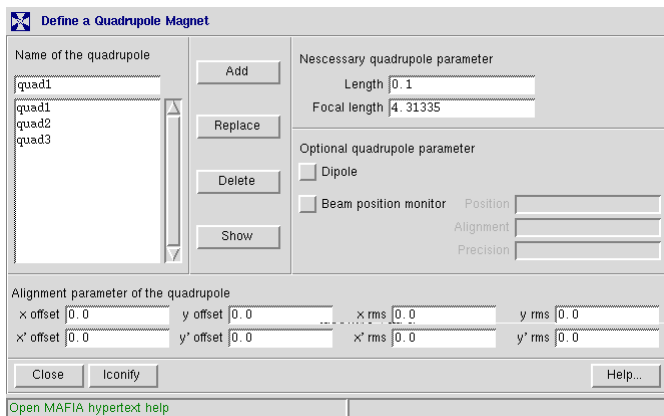 Define a Quadrupole Magnet
Name of the quadrupole
quad1
quad1
quad2
quad3
Add
Replace
Delete
Show
Nescessary quadrupole parameter
Length 0.1
Focal length 4.31335
Optional quadrupole parameter
Dipole
Beam position monitor Position
Alignment
Precision
Alignment parameter of the quadrupole
x offset 0.0 y offset 0.0 x rms 0.0 y rms 0.0
x' offset 0.0 y' offset 0.0 x' rms 0.0 y' rms 0.0
Close Iconify Help...
Open MAFIA hypertext help